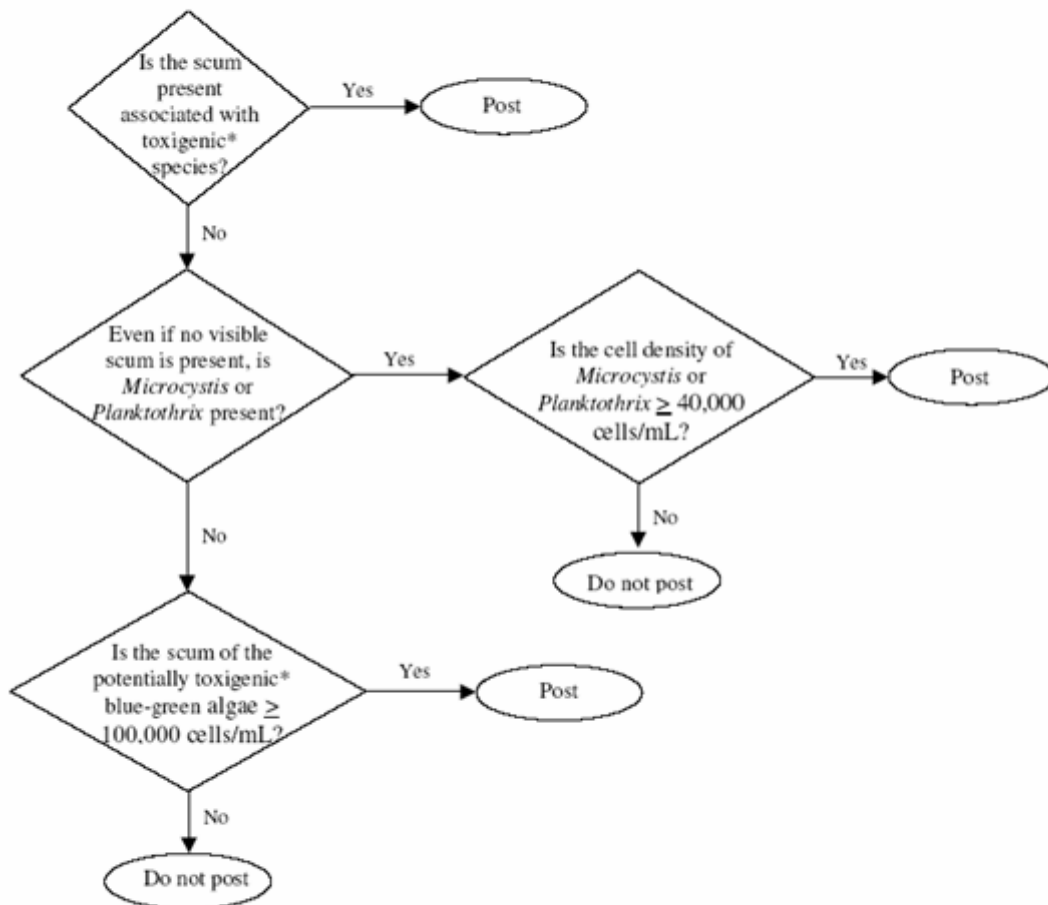 Is the scum
present
associated with
toxigenic*
species?
Yes
Post
No
Even if no visible
scum is present, is
Microcystis or
Planktothrix present?
Yes
Is the cell density of
Microcystis or
Planktothrix ≥ 40,000
cells/mL?
Yes
Post
No
Do not post
No
Is the scum of the
potentially toxigenic*
blue-green algae ≥
100,000 cells/mL?
Yes
Post
No
Do not post